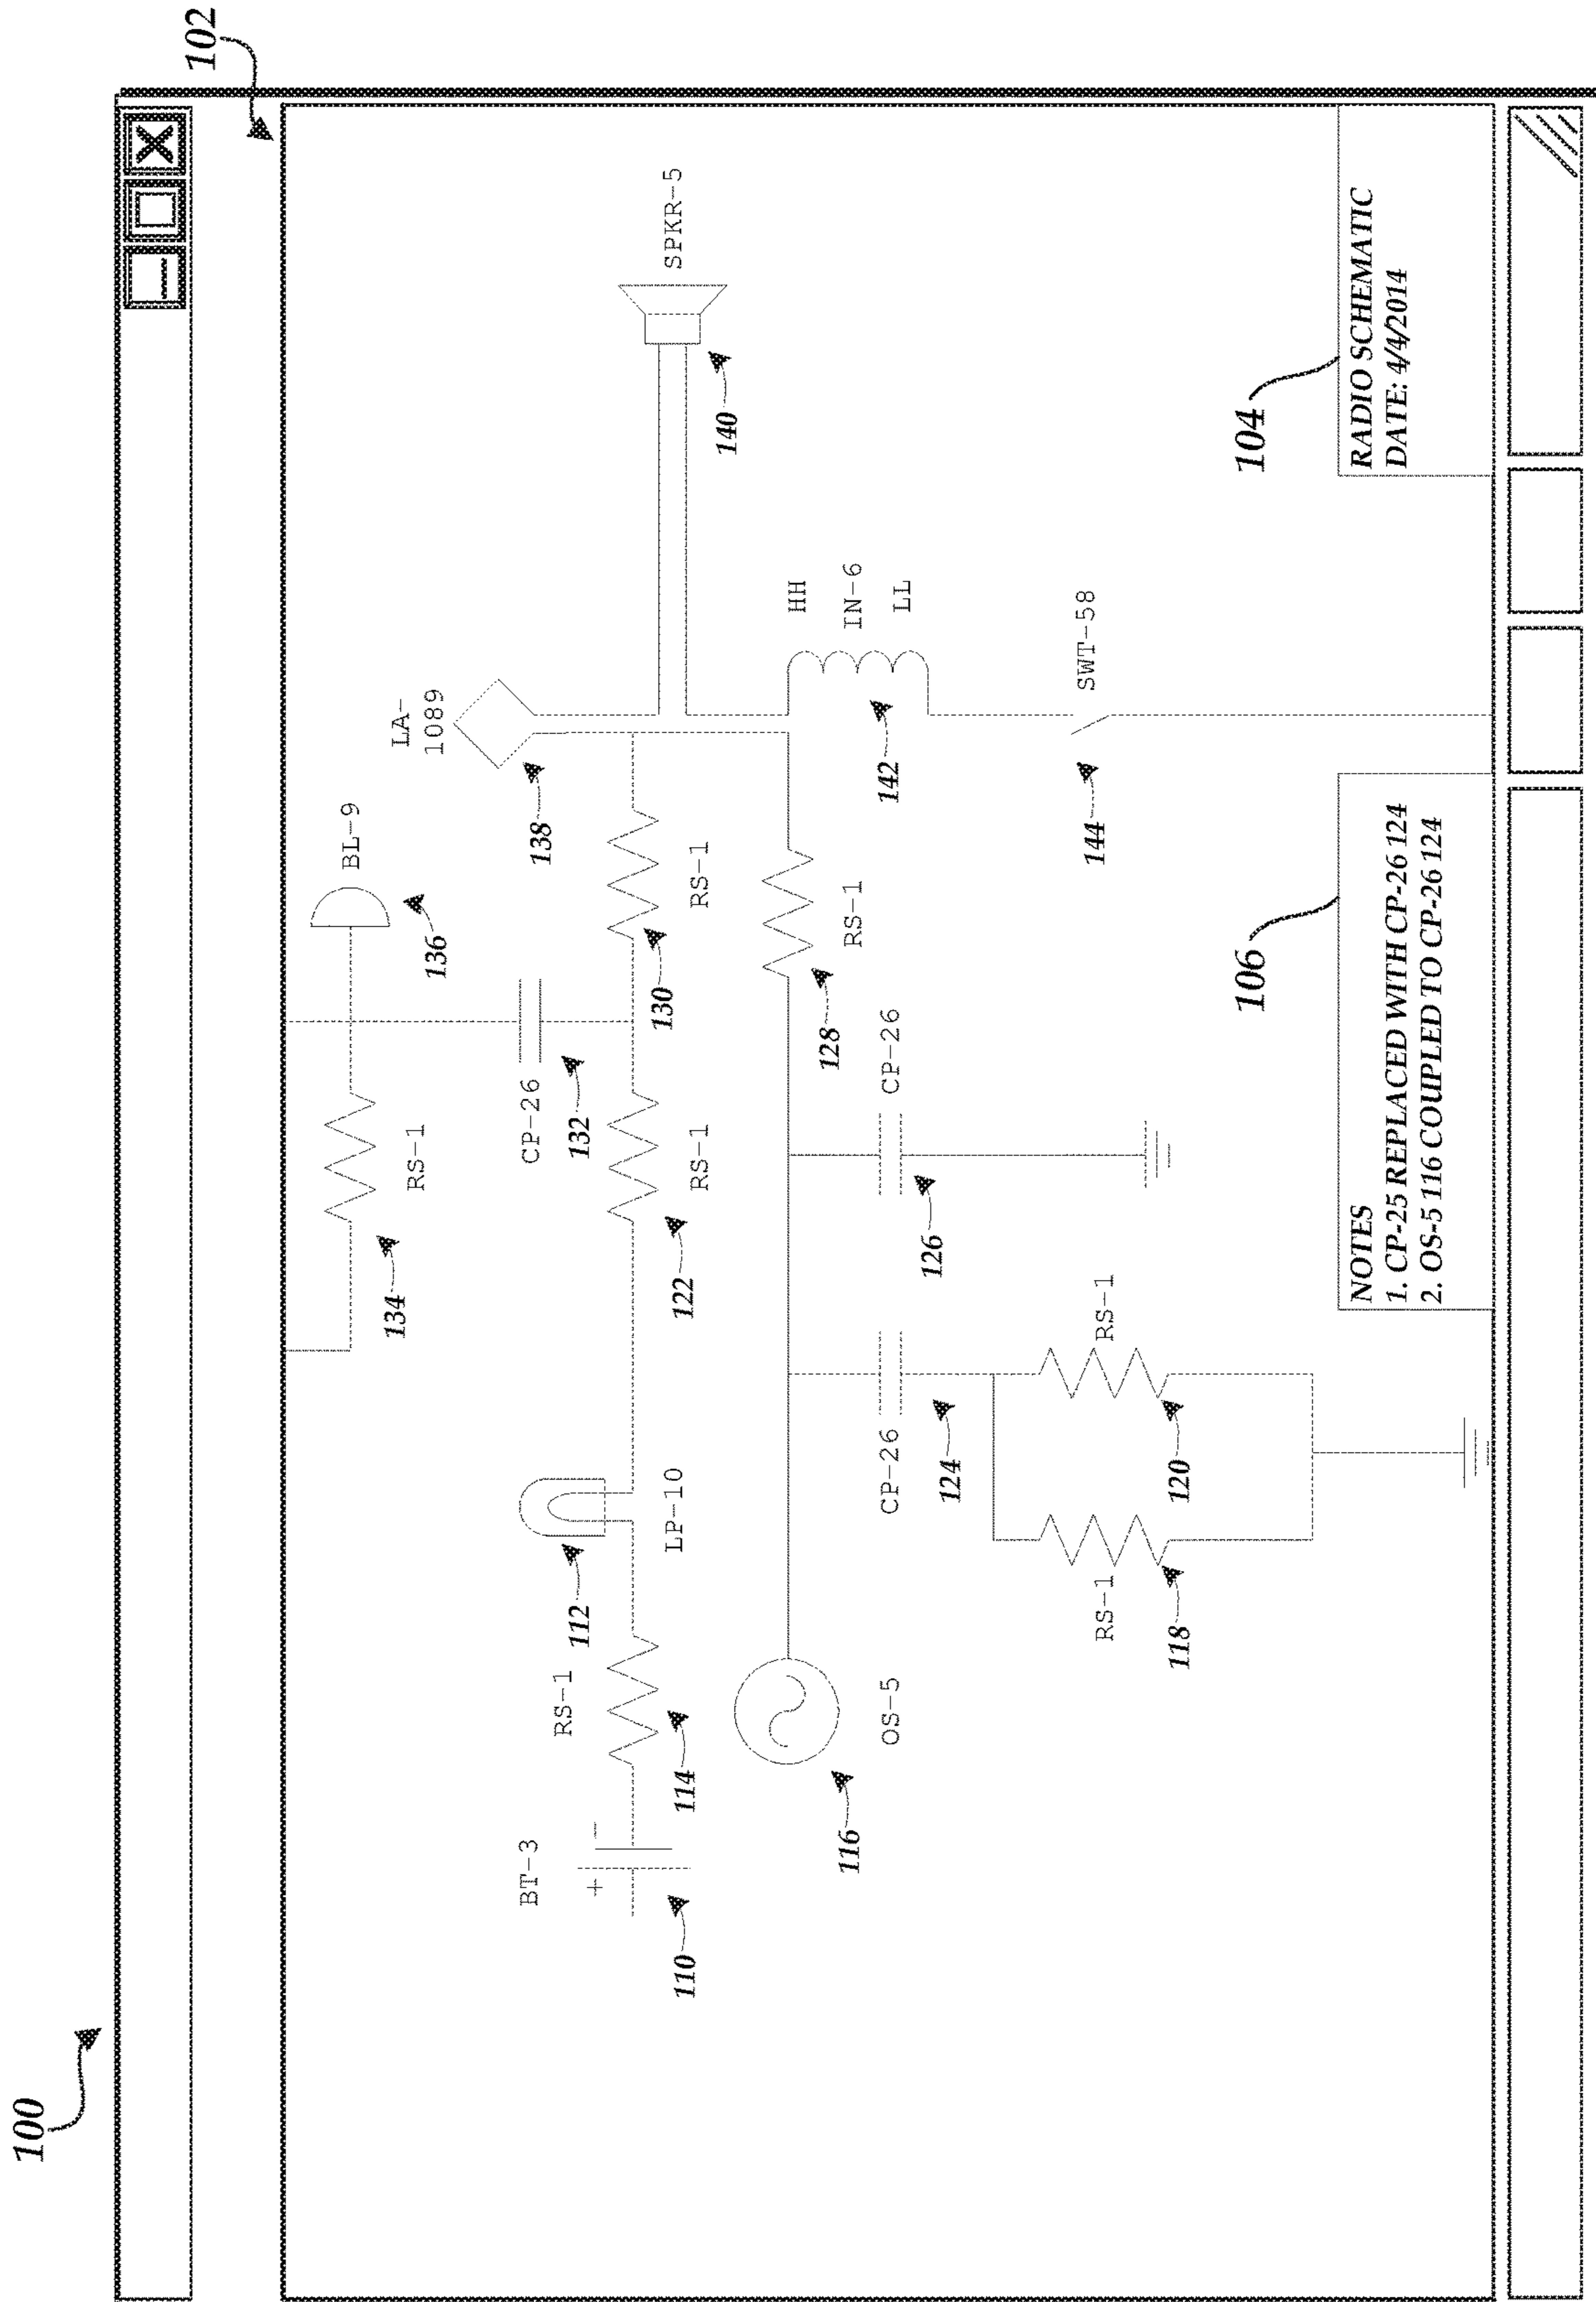 100
102
BL-9
136
RS-1
134
LA-
1089
138
CP-26
132
BT-3
+
-
110
RS-1
114
112
LP-10
RS-1
122
RS-1
130
SPKR-5
140
OS-5
116
RS-1
128
HH
IN-6
LL
142
CP-26
124
CP-26
126
SWT-58
144
RS-1
118
RS-1
120
106
NOTES
1. CP-25 REPLACED WITH CP-26 124
2. OS-5 116 COUPLED TO CP-26 124
104
RADIO SCHEMATIC
DATE: 4/4/2014